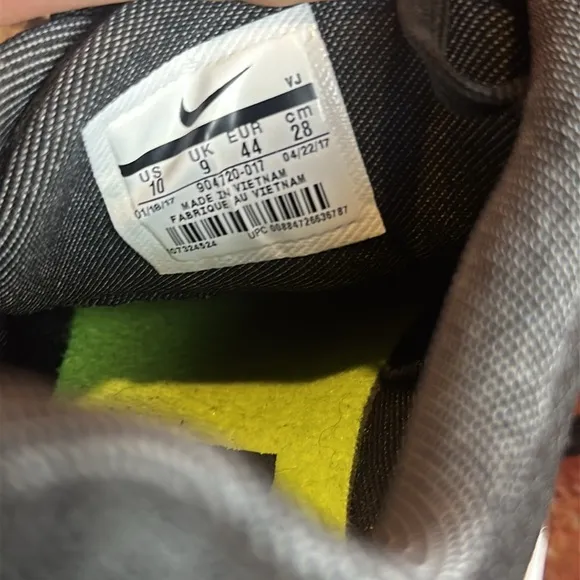 VJ
US UK EUR cm
10 9 44 28
904720-017
01/18/17 04/22/17
MADE IN VIETNAM
FABRIQUE AU VIETNAM
07324524 UPC 00884726636787